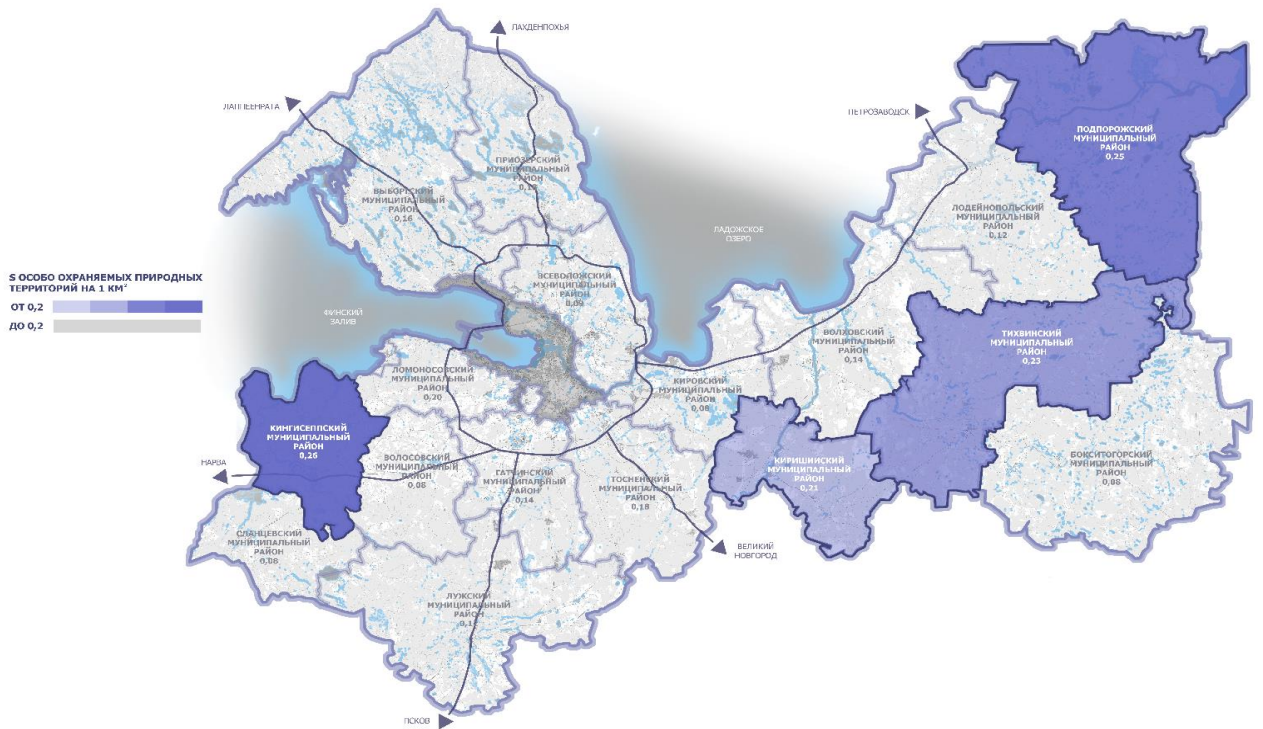 ЛАХДЕНПОХЬЯ
ЛАППЕЕНРАТА
ПЕТРОЗАВОДСК
ПОДПОРОЖСКИЙ
МУНИЦИПАЛЬНЫЙ
РАЙОН
0,25
ПРИОЗЕРСКИЙ
МУНИЦИПАЛЬНЫЙ
РАЙОН
ВЫБОРГСКИЙ
МУНИЦИПАЛЬНЫЙ
РАЙОН
0,16
ЛОДЕЙНОПОЛЬСКИЙ
МУНИЦИПАЛЬНЫЙ
РАЙОН
0,12
ЛАДОЖСКОЕ
ОЗЕРО
S ОСОБО ОХРАНЯЕМЫХ ПРИРОДНЫХ
ТЕРРИТОРИЙ НА 1 КМ²
ОТ 0,2
ДО 0,2
ВСЕВОЛОЖСКИЙ
МУНИЦИПАЛЬНЫЙ
РАЙОН
0,09
ФИНСКИЙ
ЗАЛИВ
ВОЛХОВСКИЙ
МУНИЦИПАЛЬНЫЙ
РАЙОН
0,14
ТИХВИНСКИЙ
МУНИЦИПАЛЬНЫЙ
РАЙОН
0,23
ЛОМОНОСОВСКИЙ
МУНИЦИПАЛЬНЫЙ
РАЙОН
0,20
КИРОВСКИЙ
МУНИЦИПАЛЬНЫЙ
РАЙОН
0,08
КИНГИСЕППСКИЙ
МУНИЦИПАЛЬНЫЙ
РАЙОН
0,26
НАРВА
ВОЛОСОВСКИЙ
МУНИЦИПАЛЬНЫЙ
РАЙОН
0,08
ГАТЧИНСКИЙ
МУНИЦИПАЛЬНЫЙ
РАЙОН
0,14
ТОСНЕНСКИЙ
МУНИЦИПАЛЬНЫЙ
РАЙОН
0,18
КИРИШСКИЙ
МУНИЦИПАЛЬНЫЙ
РАЙОН
0,21
БОКСИТОГОРСКИЙ
МУНИЦИПАЛЬНЫЙ
РАЙОН
0,08
СЛАНЦЕВСКИЙ
МУНИЦИПАЛЬНЫЙ
РАЙОН
0,08
ВЕЛИКИЙ
НОВГОРОД
ЛУЖСКИЙ
МУНИЦИПАЛЬНЫЙ
РАЙОН
ПСКОВ